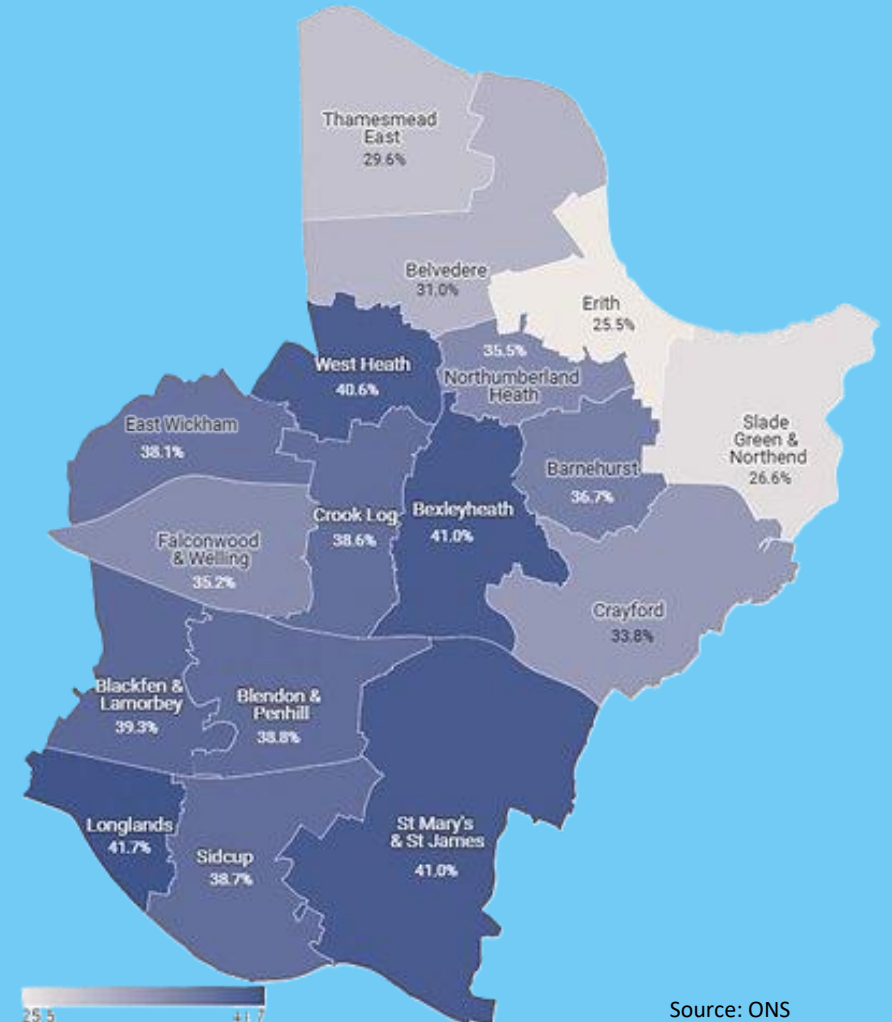 Thamesmead
East
29.6%
Belvedere
31.0%
Erith
25.5%
West Heath
40.6%
35.5%
Northumberland
Heath
East Wickham
38.1%
Slade
Green &
Northend
26.6%
Barnehurst
36.7%
Crook Log
38.6%
Bexleyheath
41.0%
Falconwood
& Welling
35.2%
Crayford
33.8%
Blackfen &
Lamorbey
39.3%
Blendon &
Penhill
38.8%
Longlands
41.7%
Sidcup
38.7%
St Mary's
& St James
41.0%
25.5
41.7
Source: ONS